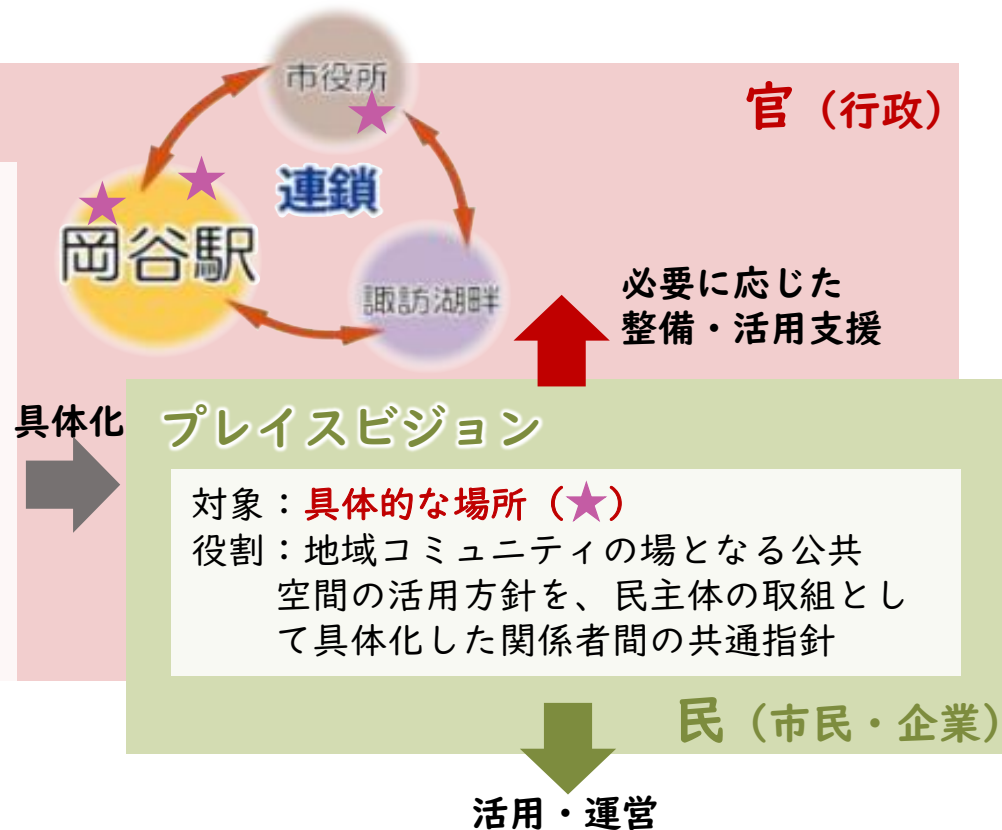 市役所
官（行政）
連鎖
岡谷駅
諏訪湖畔
必要に応じた
整備・活用支援
具体化
プレイスビジョン
対象：具体的な場所（★）
役割：地域コミュニティの場となる公共
空間の活用方針を、民主体の取組とし
て具体化した関係者間の共通指針
民（市民・企業）
活用・運営